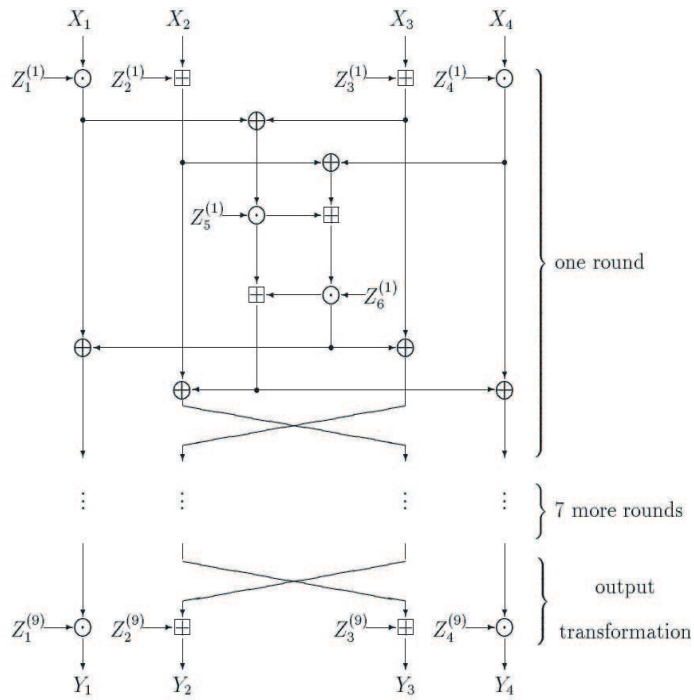 X₁ X₂ X₃ X₄
Z₁⁽¹⁾ Z₂⁽¹⁾ Z₃⁽¹⁾ Z₄⁽¹⁾
Z₅⁽¹⁾
one round
Z₆⁽¹⁾
7 more rounds
output
transformation
Z₁⁽⁹⁾ Z₂⁽⁹⁾ Z₃⁽⁹⁾ Z₄⁽⁹⁾
Y₁ Y₂ Y₃ Y₄